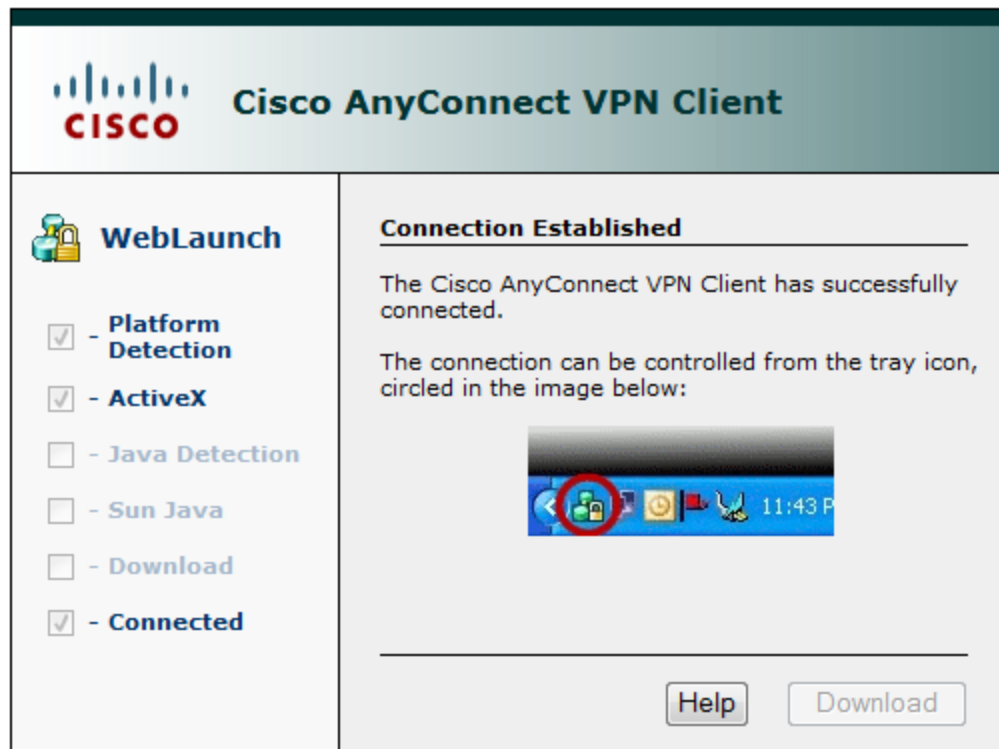 CISCO
Cisco AnyConnect VPN Client
WebLaunch
- Platform
Detection
- ActiveX
- Java Detection
- Sun Java
- Download
- Connected
Connection Established
The Cisco AnyConnect VPN Client has successfully
connected.
The connection can be controlled from the tray icon,
circled in the image below:
11:43 P
Help
Download